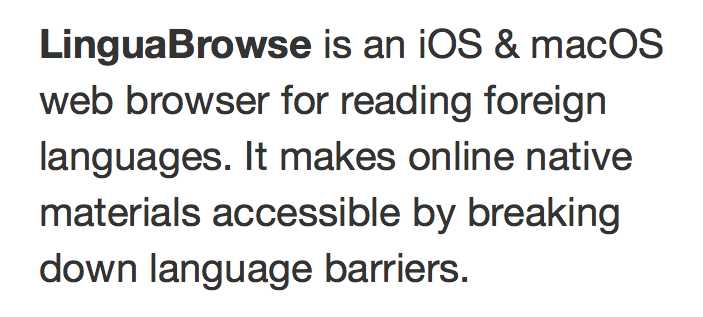 LinguaBrowse is an iOS & macOS
web browser for reading foreign
languages. It makes online native
materials accessible by breaking
down language barriers.